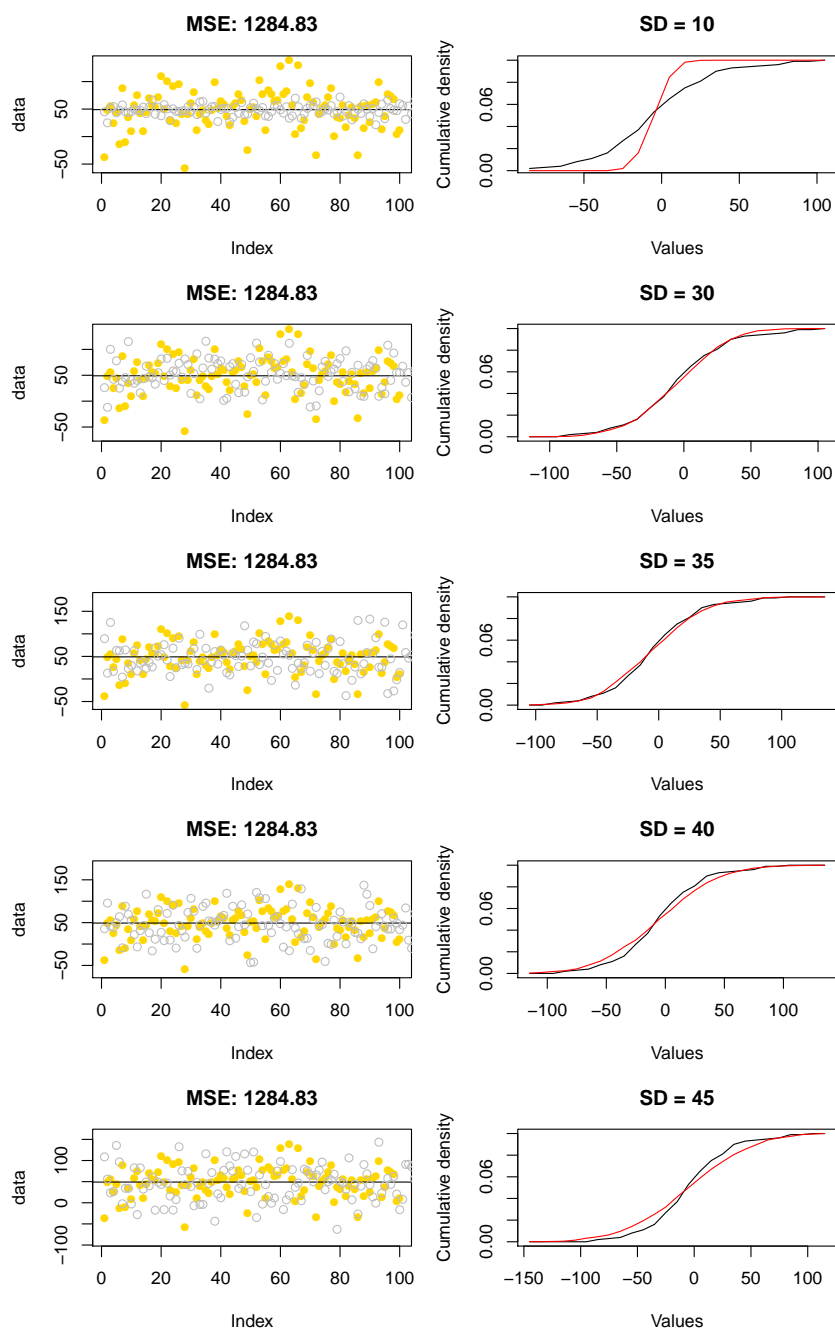 MSE: 1284.83
data
50
−50
0 20 40 60 80 100
Index
SD = 10
Cumulative density
0.06
0.00
−50 0 50 100
Values
MSE: 1284.83
data
50
−50
0 20 40 60 80 100
Index
SD = 30
Cumulative density
0.06
0.00
−100 −50 0 50 100
Values
MSE: 1284.83
data
150
50
−50
0 20 40 60 80 100
Index
SD = 35
Cumulative density
0.06
0.00
−100 −50 0 50 100
Values
MSE: 1284.83
data
150
50
−50
0 20 40 60 80 100
Index
SD = 40
Cumulative density
0.06
0.00
−100 −50 0 50 100
Values
MSE: 1284.83
data
100
0
−100
0 20 40 60 80 100
Index
SD = 45
Cumulative density
0.06
0.00
−150 −100 −50 0 50 100
Values